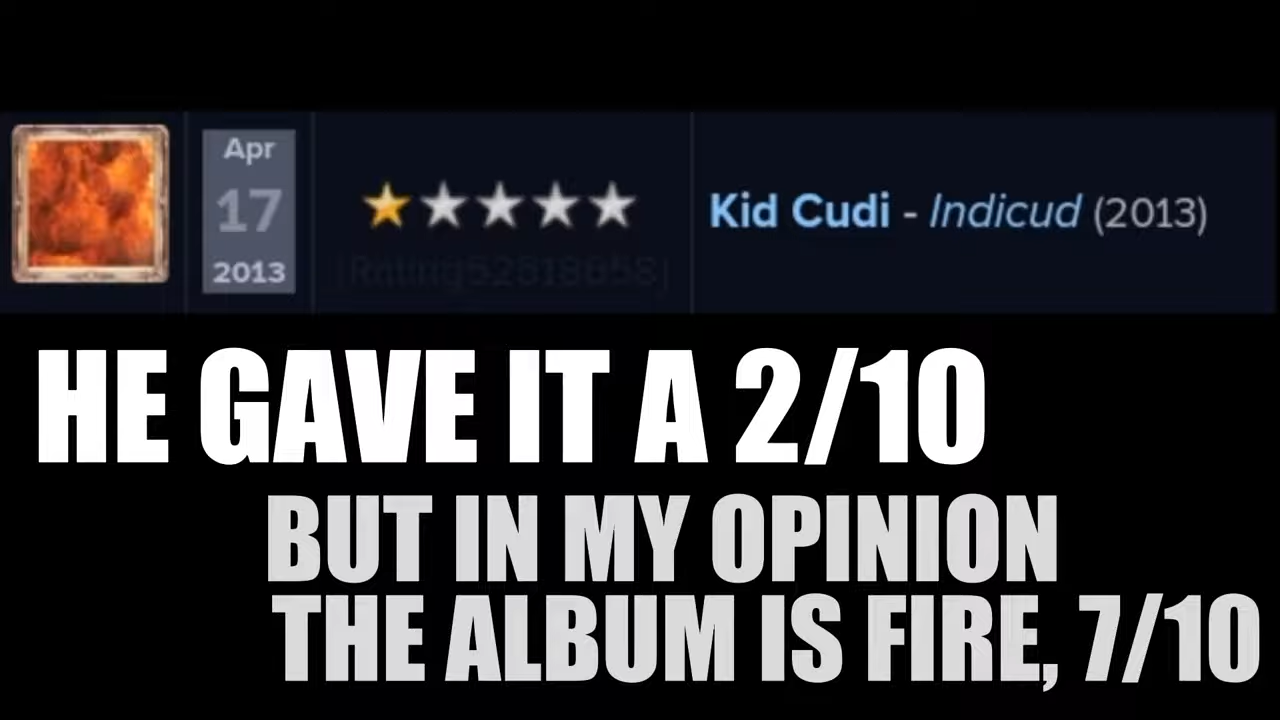 Apr
17
2013
Kid Cudi - Indicud (2013)
[Rating52818658]
HE GAVE IT A 2/10
BUT IN MY OPINION
THE ALBUM IS FIRE, 7/10